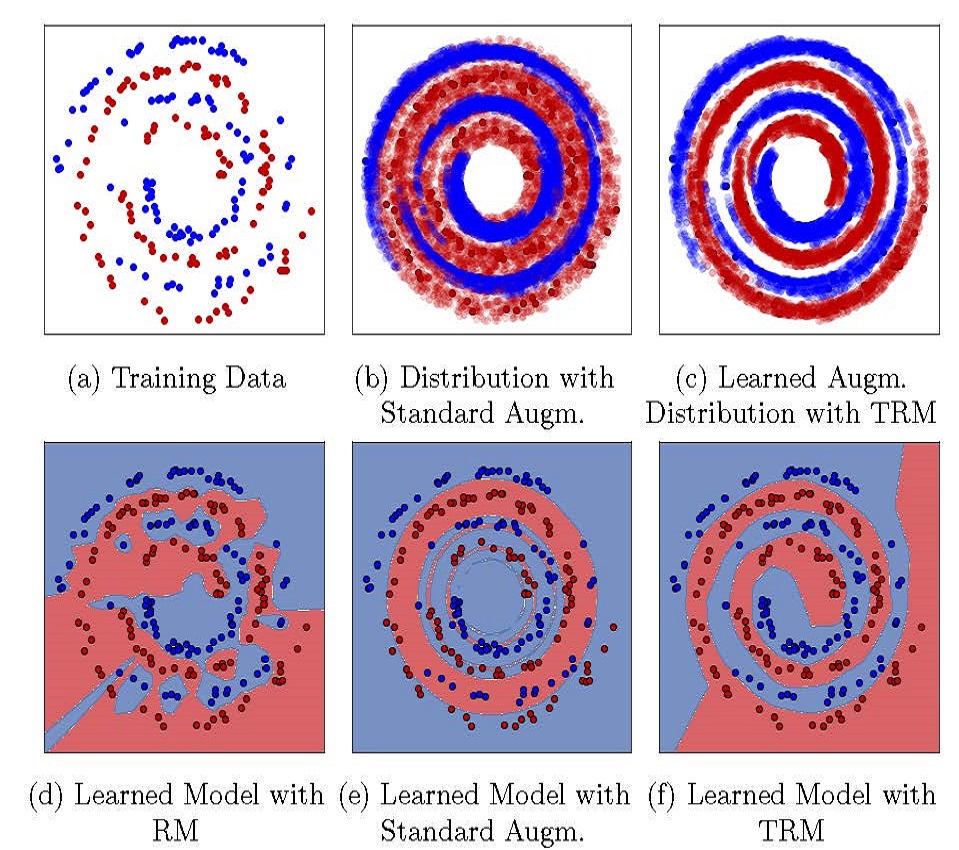 (a) Training Data
(b) Distribution with
Standard Augm.
(c) Learned Augm.
Distribution with TRM
(d) Learned Model with
RM
(e) Learned Model with
Standard Augm.
(f) Learned Model with
TRM